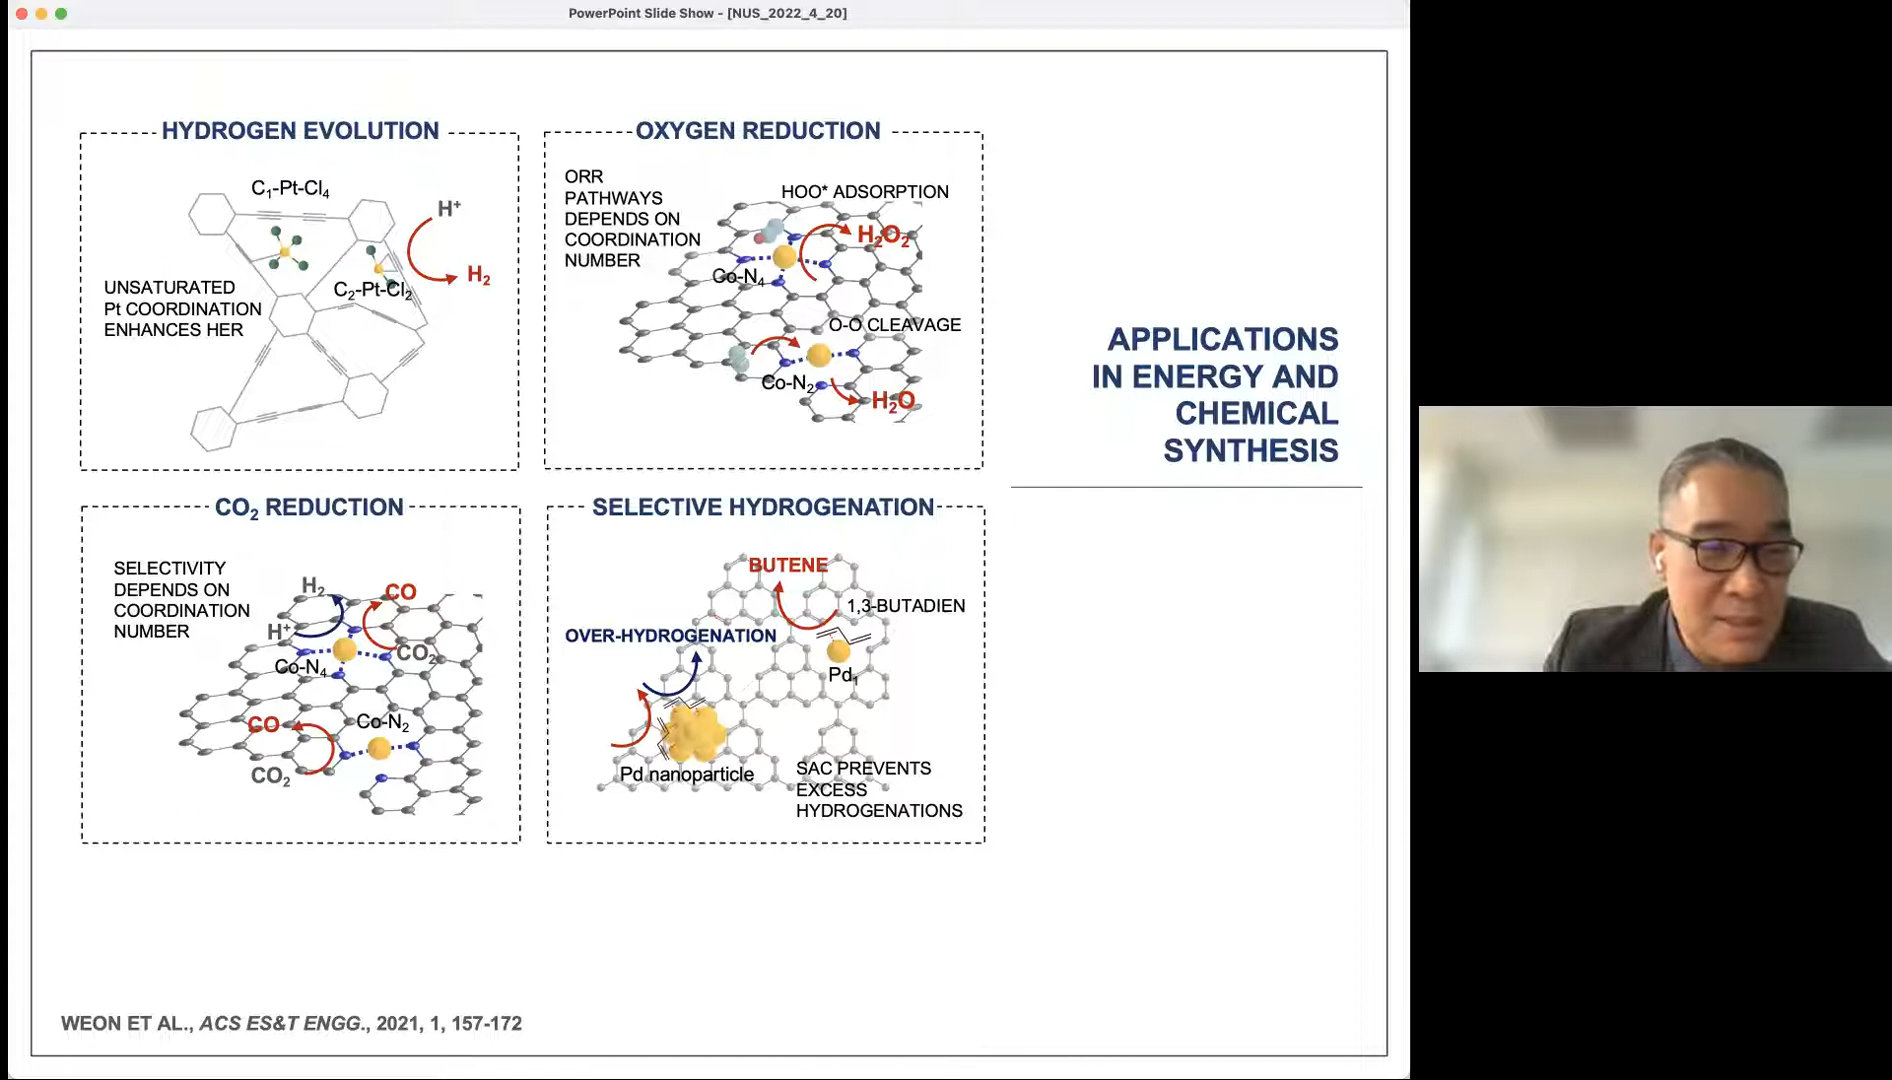 PowerPoint Slide Show - [NUS_2022_4_20]
HYDROGEN EVOLUTION
C₁-Pt-Cl₄
H⁺
H₂
C₂-Pt-Cl₂
UNSATURATED
Pt COORDINATION
ENHANCES HER
OXYGEN REDUCTION
ORR
PATHWAYS
DEPENDS ON
COORDINATION
NUMBER
HOO* ADSORPTION
H₂O₂
Co-N₄
O-O CLEAVAGE
Co-N₂
H₂O
APPLICATIONS
IN ENERGY AND
CHEMICAL
SYNTHESIS
CO₂ REDUCTION
SELECTIVITY
DEPENDS ON
COORDINATION
NUMBER
H₂
CO
H⁺
CO₂
Co-N₄
CO
Co-N₂
CO₂
SELECTIVE HYDROGENATION
BUTENE
1,3-BUTADIEN
OVER-HYDROGENATION
Pd₁
Pd nanoparticle
SAC PREVENTS
EXCESS
HYDROGENATIONS
WEON ET AL., ACS ES&T ENGG., 2021, 1, 157-172